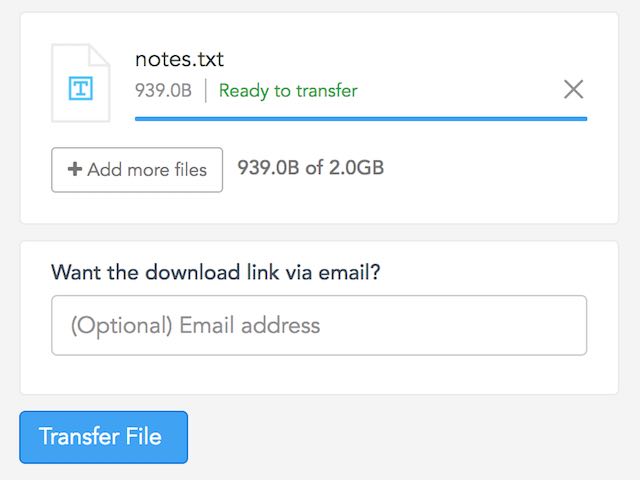 notes.txt
939.0B | Ready to transfer
+ Add more files 939.0B of 2.0GB
Want the download link via email?
(Optional) Email address
Transfer File